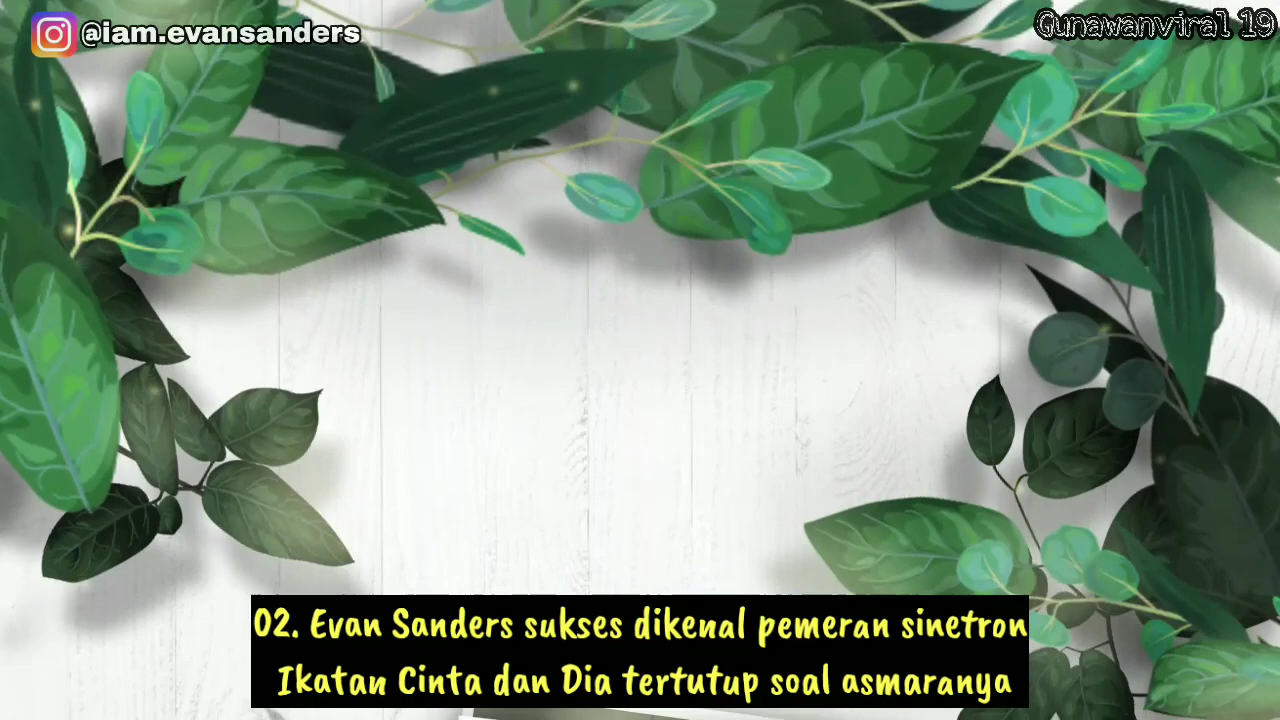 @iam.evansanders
Gunawanviral 19
02. Evan Sanders sukses dikenal pemeran sinetron
Ikatan Cinta dan Dia tertutup soal asmaranya